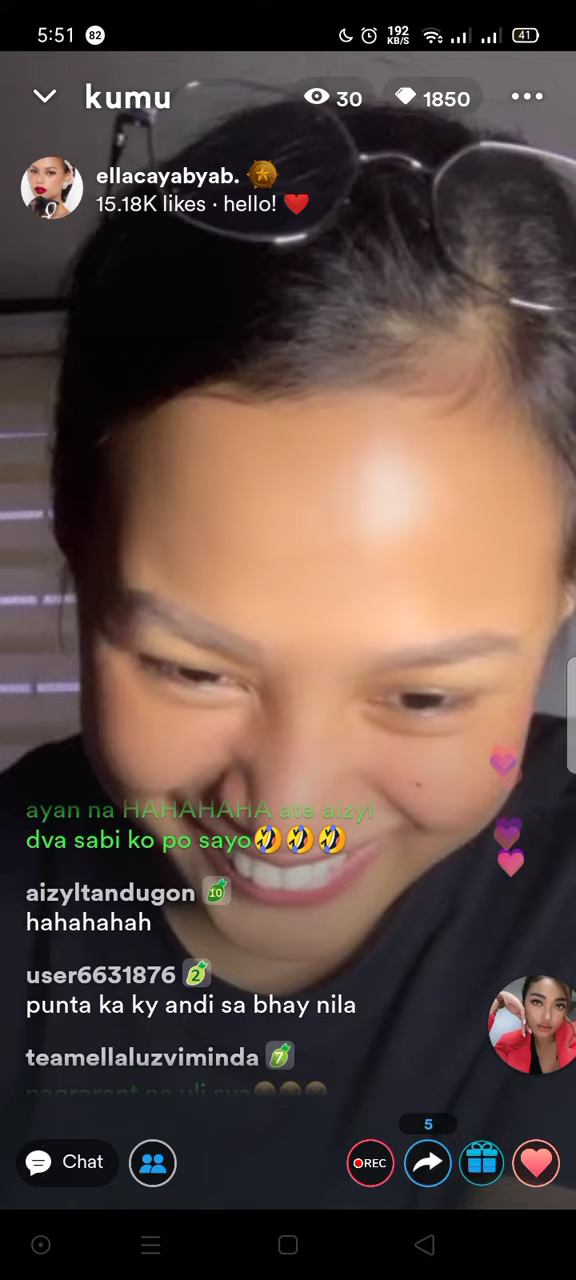 5:51 82 192 KB/S 41
kumu 30 1850
ellacayabyab.
15.18K likes · hello! ❤️
ayan na HAHAHAHA ate aizyl
dva sabi ko po sayo🤣🤣🤣
aizyltandugon 10
hahahahah
user6631876 2
punta ka ky andi sa bhay nila
teamellaluzviminda 7
5
Chat REC